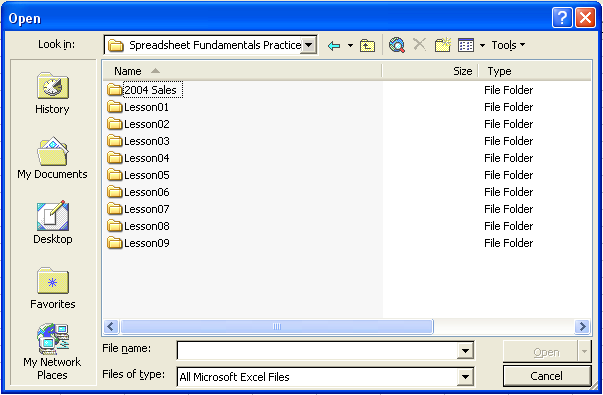 Open
Look in: Spreadsheet Fundamentals Practice Tools
Name Size Type
2004 Sales File Folder
Lesson01 File Folder
Lesson02 File Folder
Lesson03 File Folder
Lesson04 File Folder
Lesson05 File Folder
Lesson06 File Folder
Lesson07 File Folder
Lesson08 File Folder
Lesson09 File Folder
History
My Documents
Desktop
Favorites
My Network
Places
File name: Open
Files of type: All Microsoft Excel Files Cancel